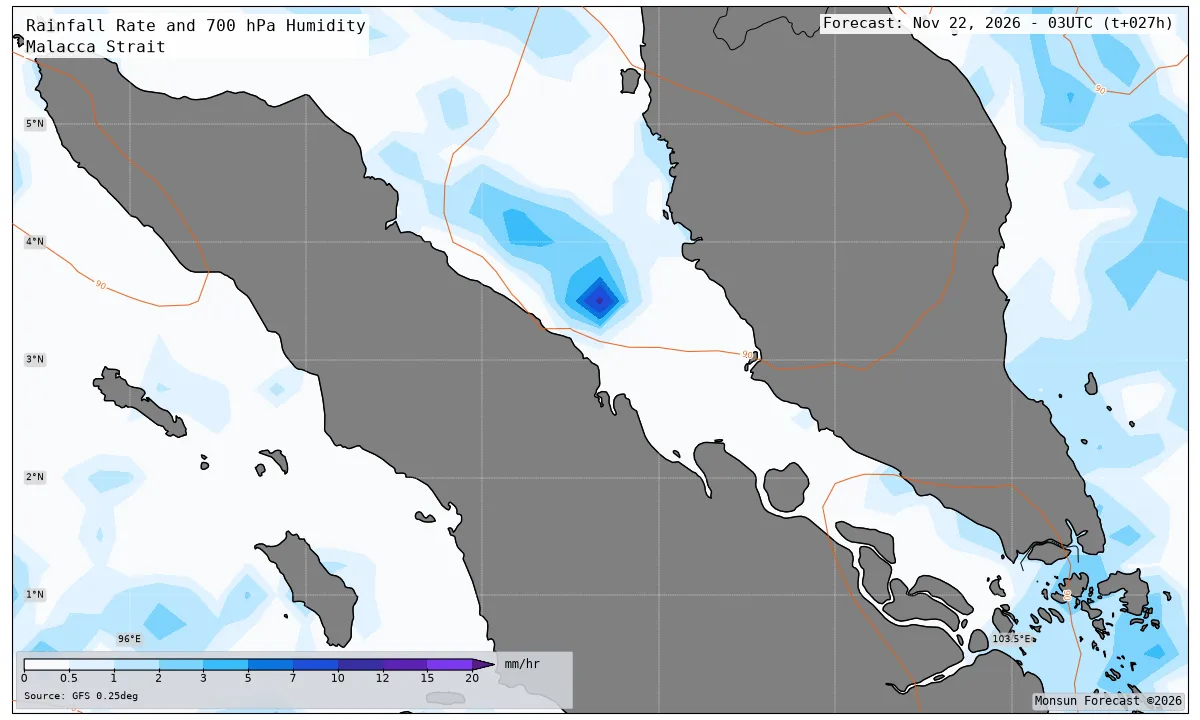 Rainfall Rate and 700 hPa Humidity
Malacca Strait
Forecast: Nov 22, 2026 - 03UTC (t+027h)
90
5°N
4°N
90
90
3°N
2°N
1°N
90
96°E
103.5°E
mm/hr
0 0.5 1 2 3 5 7 10 12 15 20
Source: GFS 0.25deg
Monsun Forecast ©2026